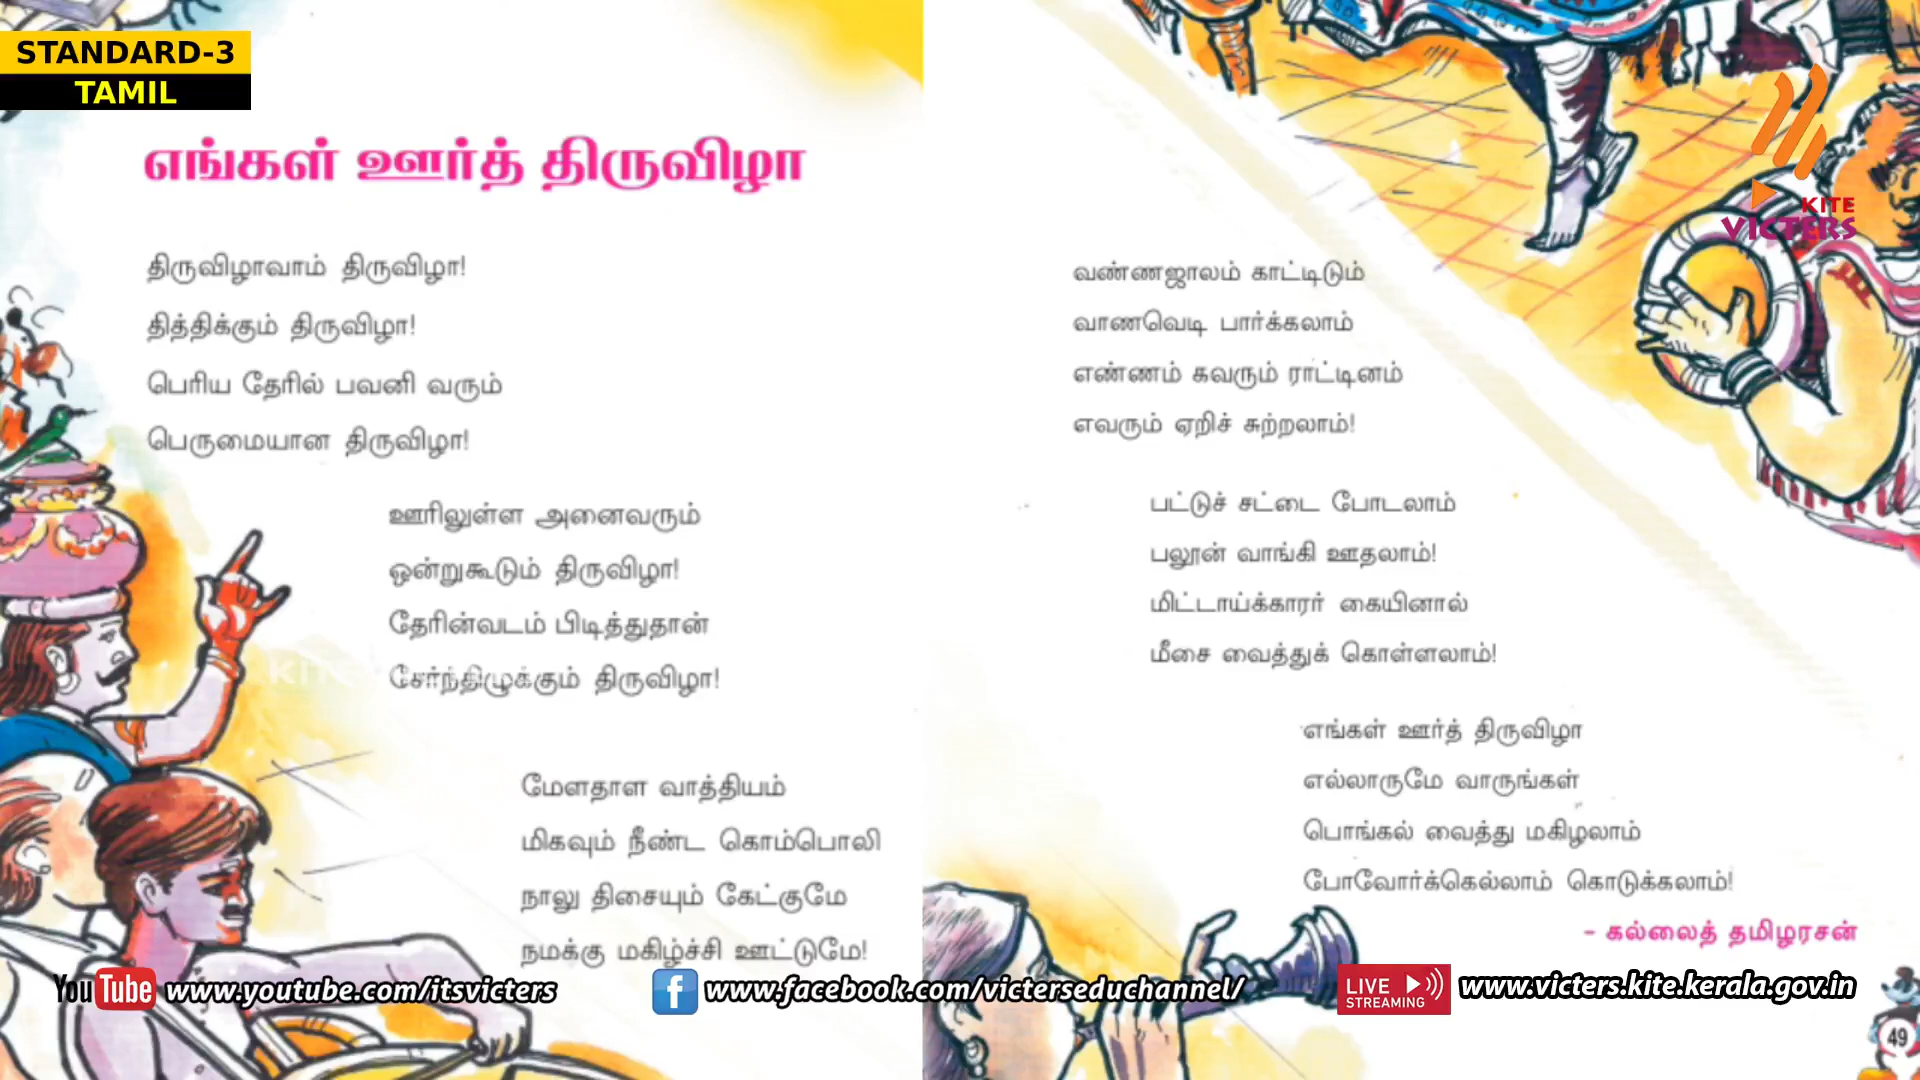 STANDARD-3
TAMIL
எங்கள் ஊர்த் திருவிழா
திருவிழாவாம் திருவிழா!
தித்திக்கும் திருவிழா!
பெரிய தேரில் பவனி வரும்
பெருமையான திருவிழா!
ஊரிலுள்ள அனைவரும்
ஒன்றுகூடும் திருவிழா!
தேரின்வடம் பிடித்துதான்
சேர்ந்திழுக்கும் திருவிழா!
மேளதாள வாத்தியம்
மிகவும் நீண்ட கொம்பொலி
நாலு திசையும் கேட்குமே
நமக்கு மகிழ்ச்சி ஊட்டுமே!
வண்ணஜாலம் காட்டிடும்
வாணவெடி பார்க்கலாம்
எண்ணம் கவரும் ராட்டினம்
எவரும் ஏறிச் சுற்றலாம்!
பட்டுச் சட்டை போடலாம்
பலூன் வாங்கி ஊதலாம்!
மிட்டாய்க்காரர் கையினால்
மீசை வைத்துக் கொள்ளலாம்!
எங்கள் ஊர்த் திருவிழா
எல்லாருமே வாருங்கள்
பொங்கல் வைத்து மகிழலாம்
போவோர்க்கெல்லாம் கொடுக்கலாம்!
- கல்லைத் தமிழரசன்
KITE
VICTERS
YouTube www.youtube.com/itsvicters
f www.facebook.com/victerseduchannel/
LIVE
STREAMING
www.victers.kite.kerala.gov.in
49